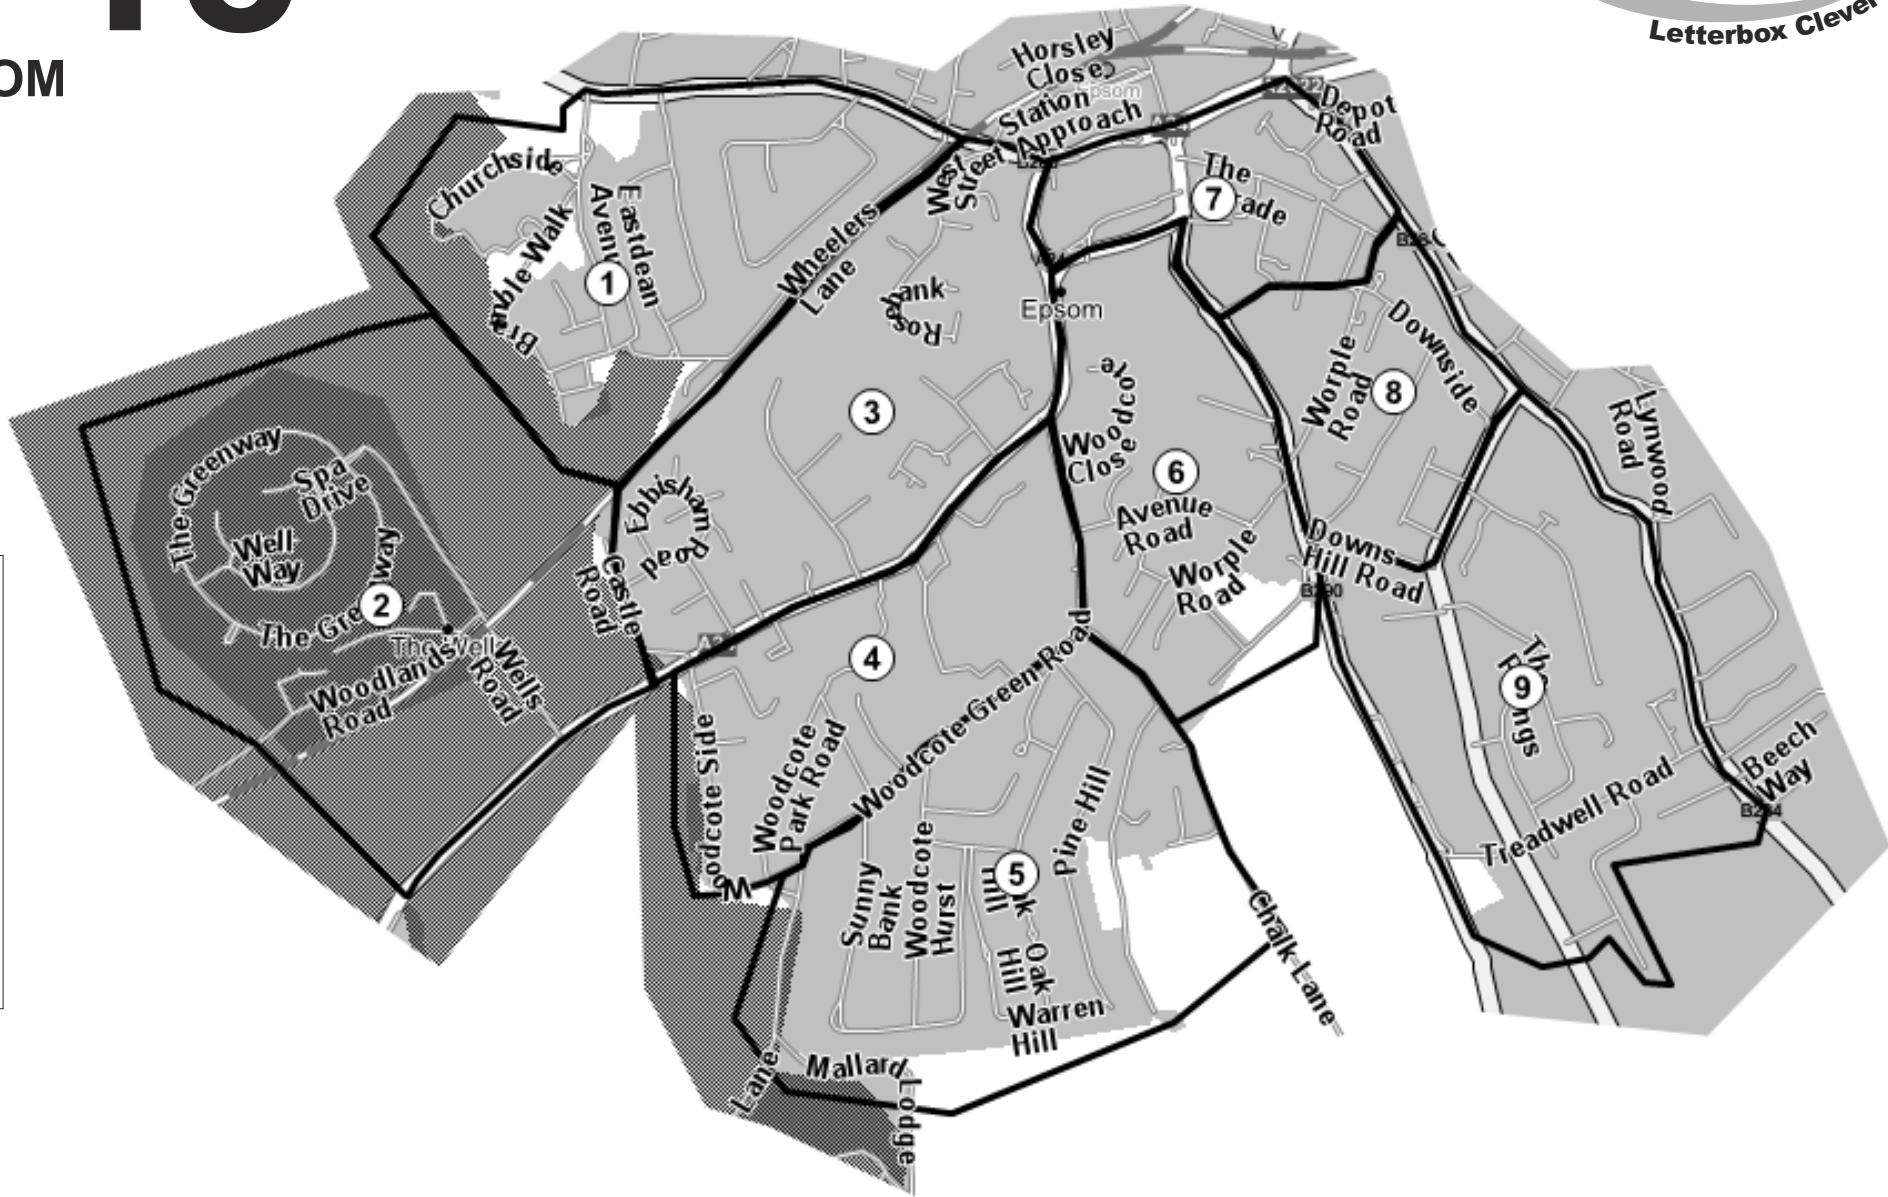 OM
Letterbox Clever
Horsley
Close
Epsom
Station
Approach
Depot
Road
West
Street
The
Churchside
Eastdean
Bramble Walk
Wheelers
Lane
Rosebank
Epsom
Downside
Worple
Road
Lynwood
Road
Woodcote
Close
Avenue
Road
Worple
Road
Downs
Hill Road
The Greenway
Spa
Drive
Well
Way
Woodlands
Road
Wells
Road
Ebbisham
Road
Castle
Road
Woodcote Side
Woodcote
Park Road
Woodcote Green Road
Sunny
Bank
Woodcote
Hurst
Pine Hill
Oak
Hill
Warren
Hill
Mallard
Lodge
Lane
Chalk Lane
Treadwell Road
Beech
Way
1
2
3
4
5
6
7
8
9